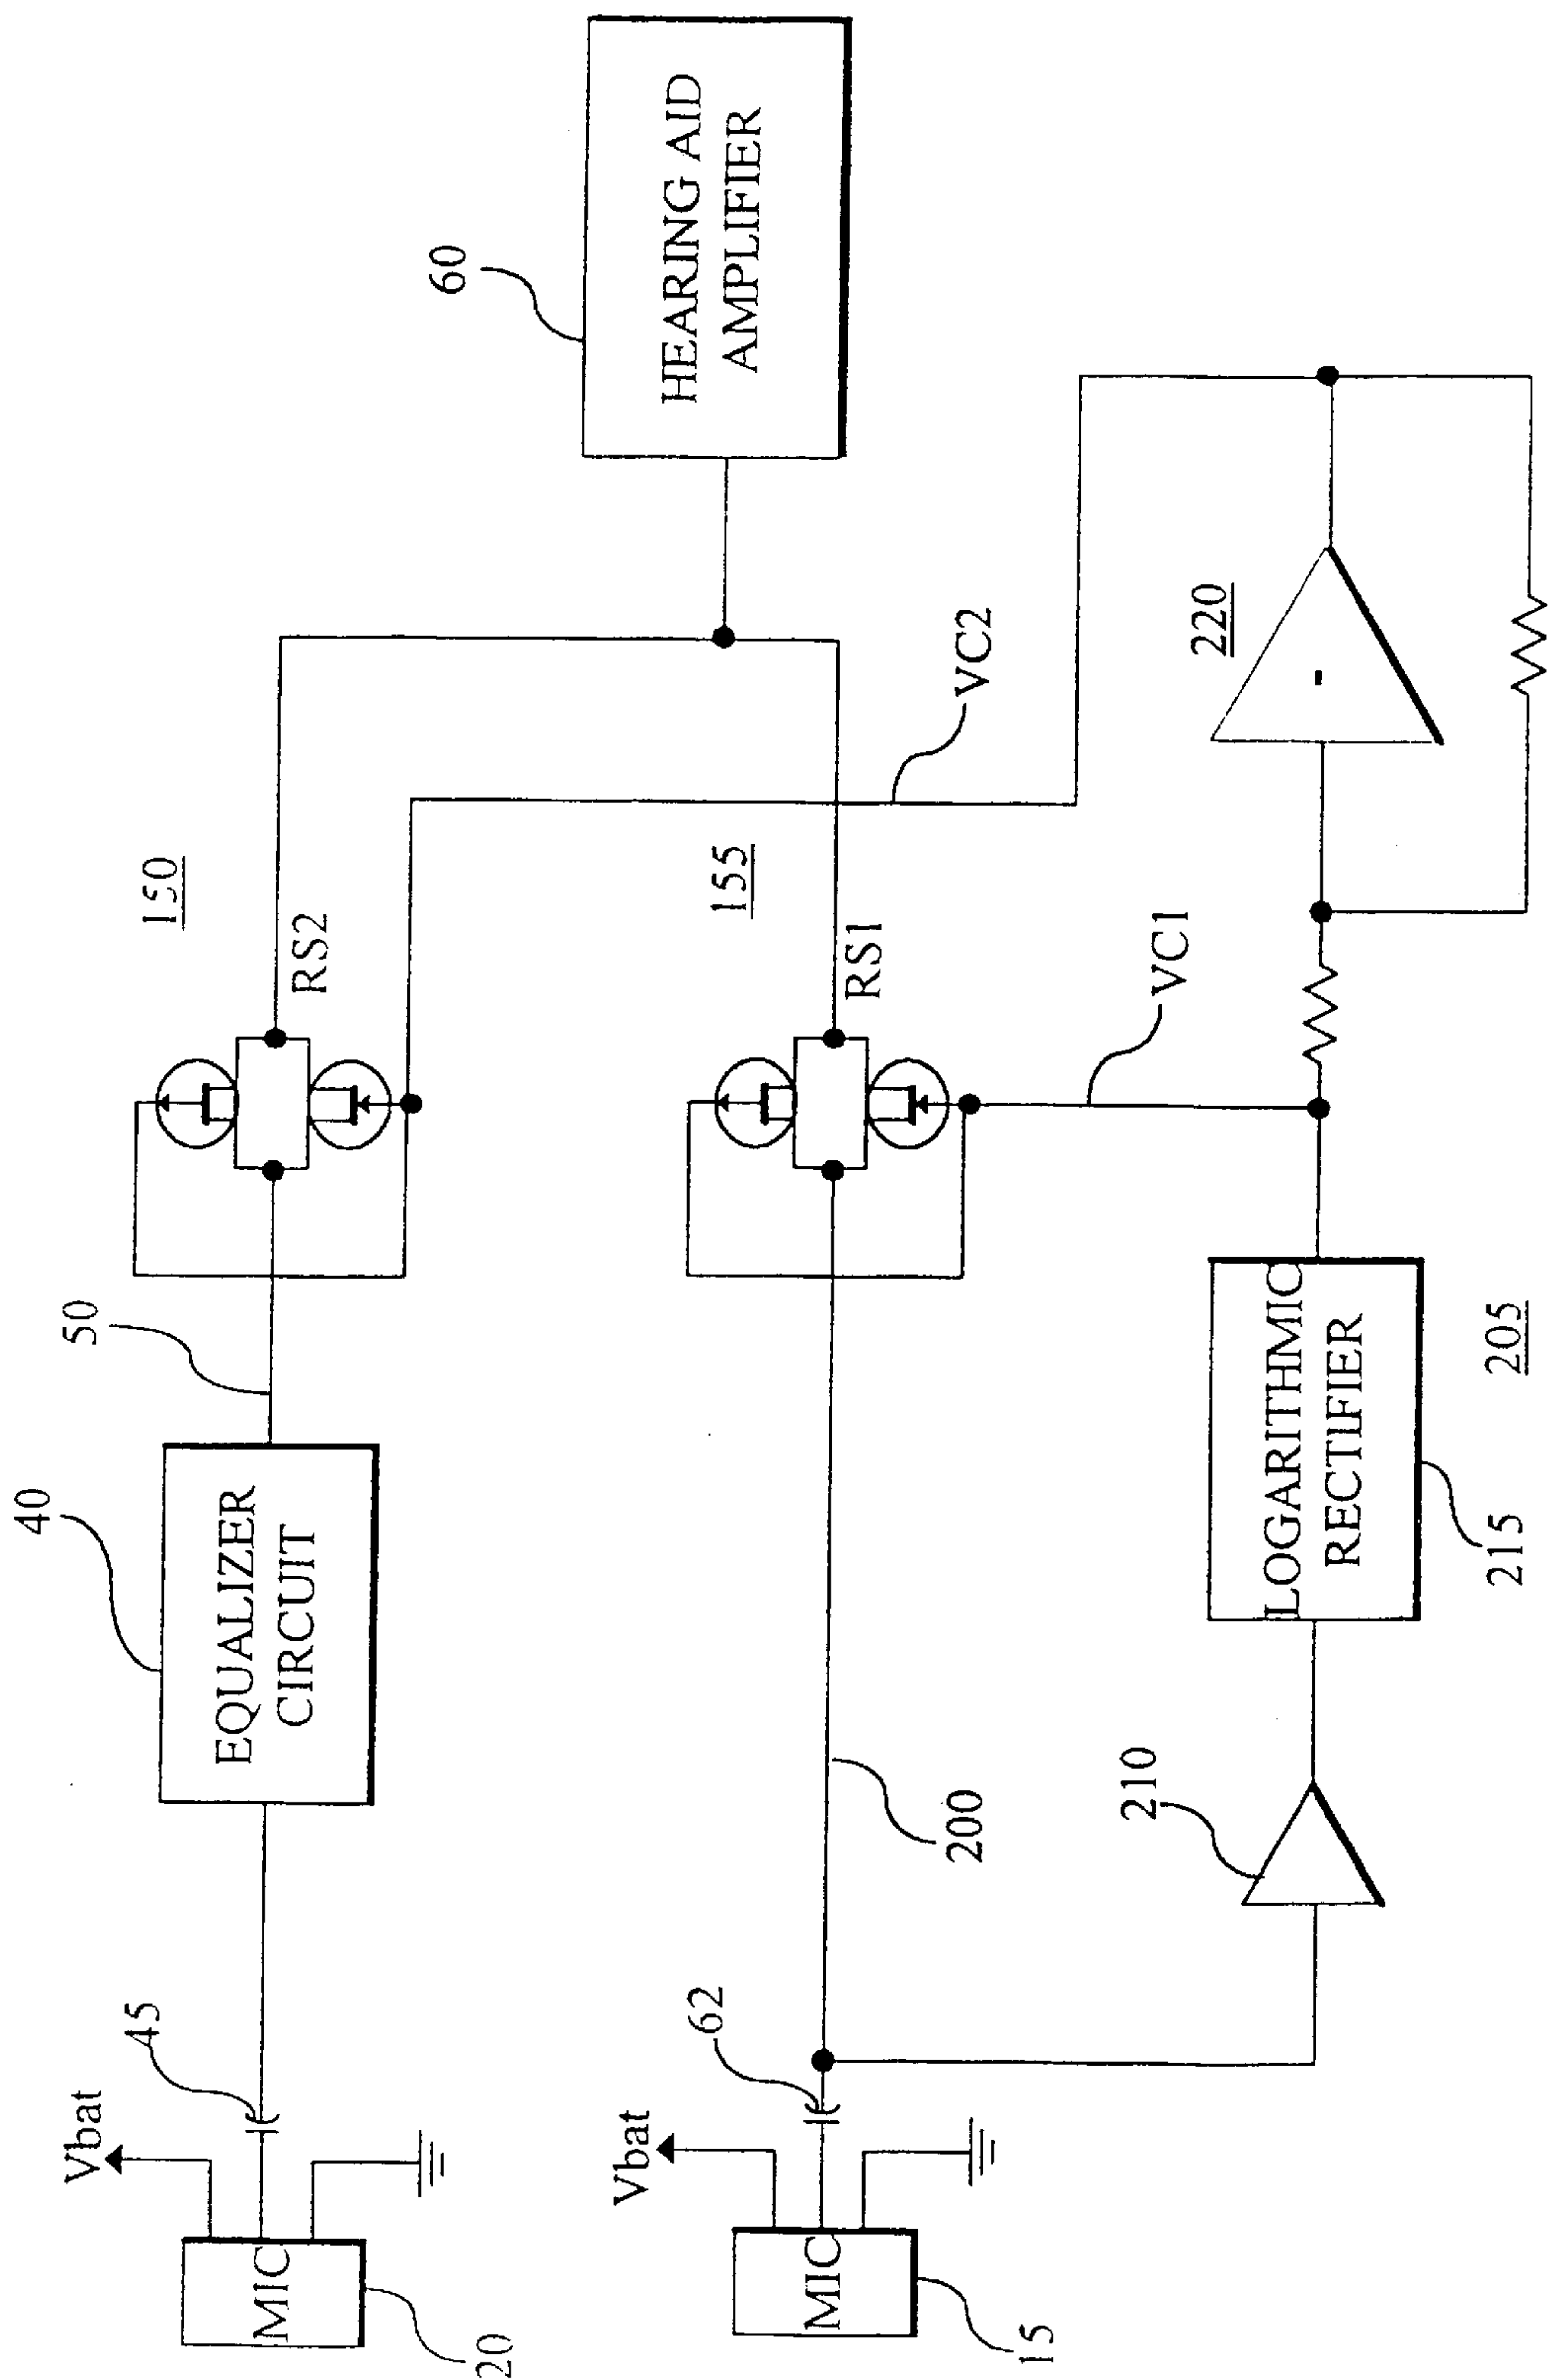 Vbat
45
MIC
20
40
EQUALIZER
CIRCUIT
50
150
RS2
60
HEARING AID
AMPLIFIER
Vbat
62
MIC
15
200
155
RS1
VC2
VC1
210
LOGARITHMIC
RECTIFIER
215
205
220
-